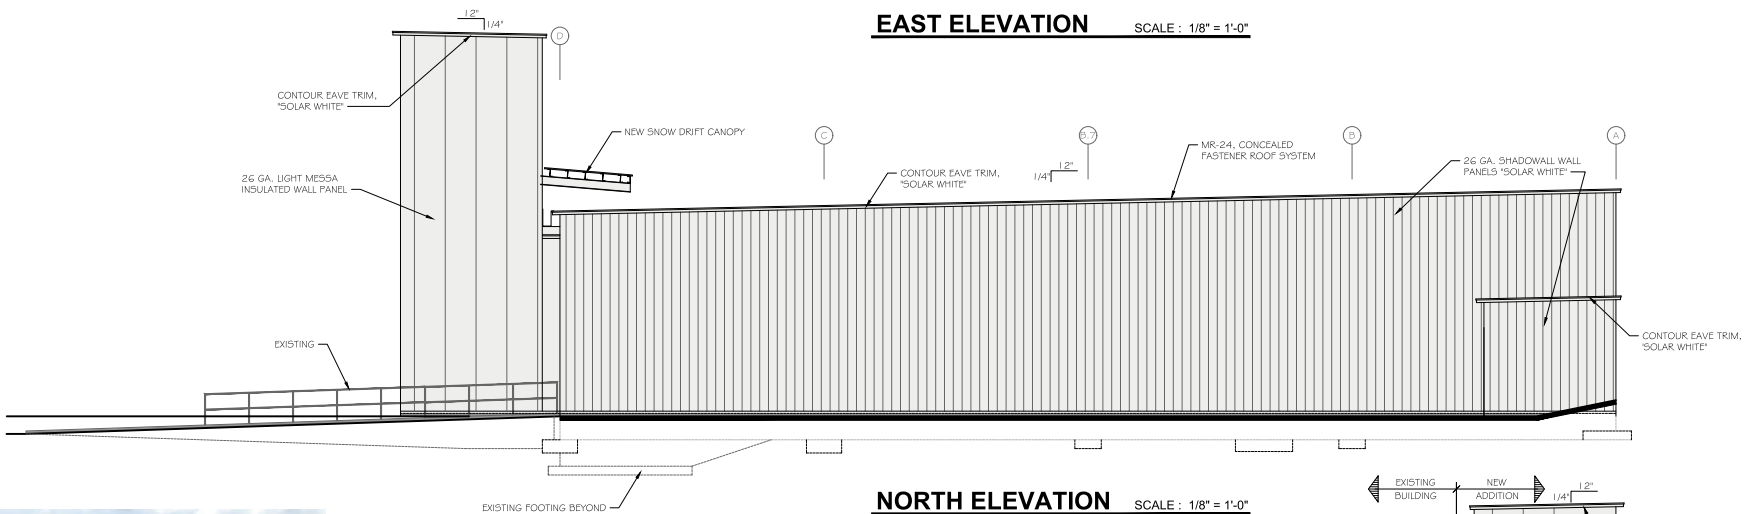 EAST ELEVATION SCALE : 1/8" = 1'-0"
12"
1/4"
D
CONTOUR EAVE TRIM,
"SOLAR WHITE"
NEW SNOW DRIFT CANOPY
C
B.7
B
A
MR-24, CONCEALED
FASTENER ROOF SYSTEM
12"
1/4"
26 GA. SHADOWALL WALL
PANELS "SOLAR WHITE"
CONTOUR EAVE TRIM,
"SOLAR WHITE"
26 GA. LIGHT MESSA
INSULATED WALL PANEL
CONTOUR EAVE TRIM,
"SOLAR WHITE"
EXISTING
EXISTING FOOTING BEYOND
NORTH ELEVATION SCALE : 1/8" = 1'-0"
EXISTING
BUILDING
NEW
ADDITION
12"
1/4"